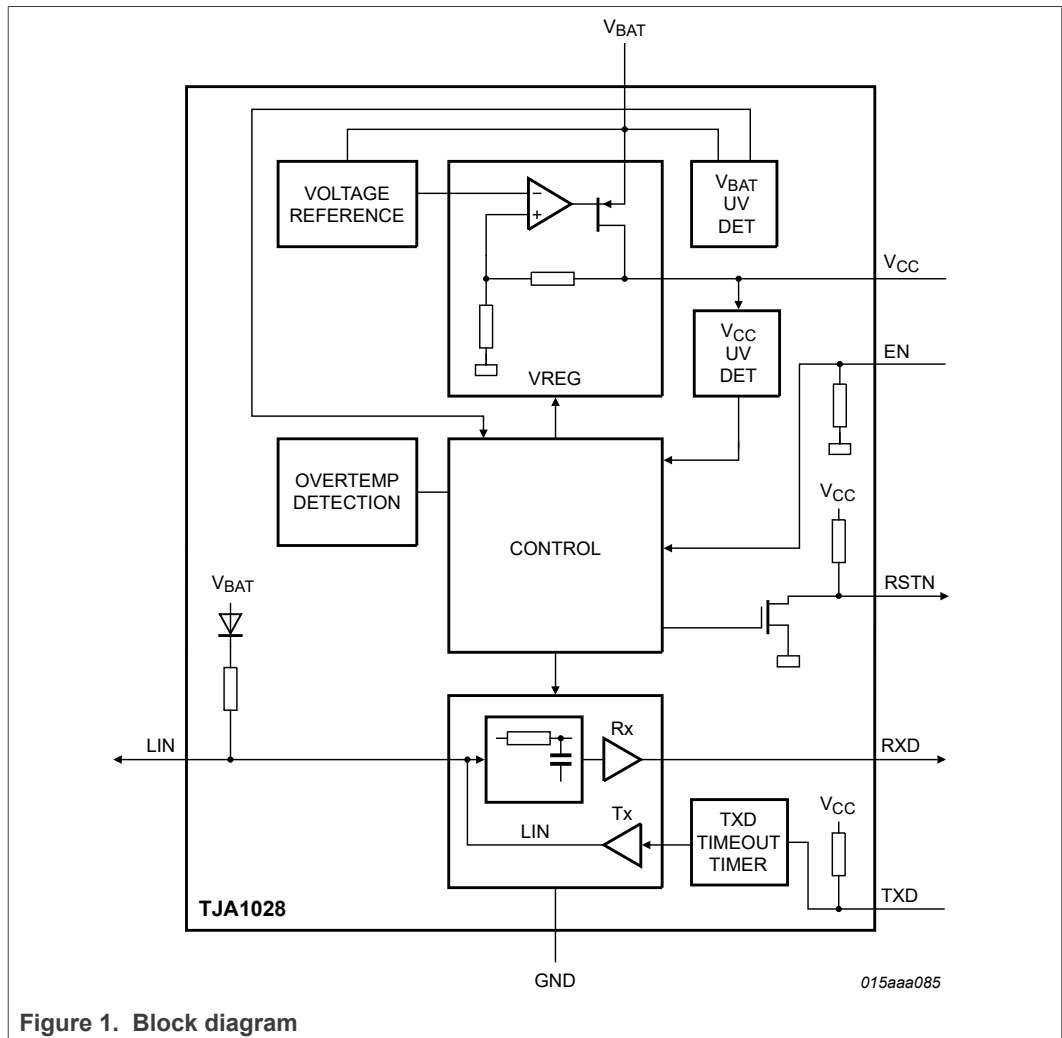 VBAT
VOLTAGE
REFERENCE
−
+
VREG
VBAT
UV
DET
VCC
VCC
UV
DET
EN
OVERTEMP
DETECTION
CONTROL
VCC
RSTN
VBAT
LIN
Rx
RXD
Tx
LIN
TXD
TIMEOUT
TIMER
VCC
TXD
TJA1028
GND
015aaa085
Figure 1. Block diagram